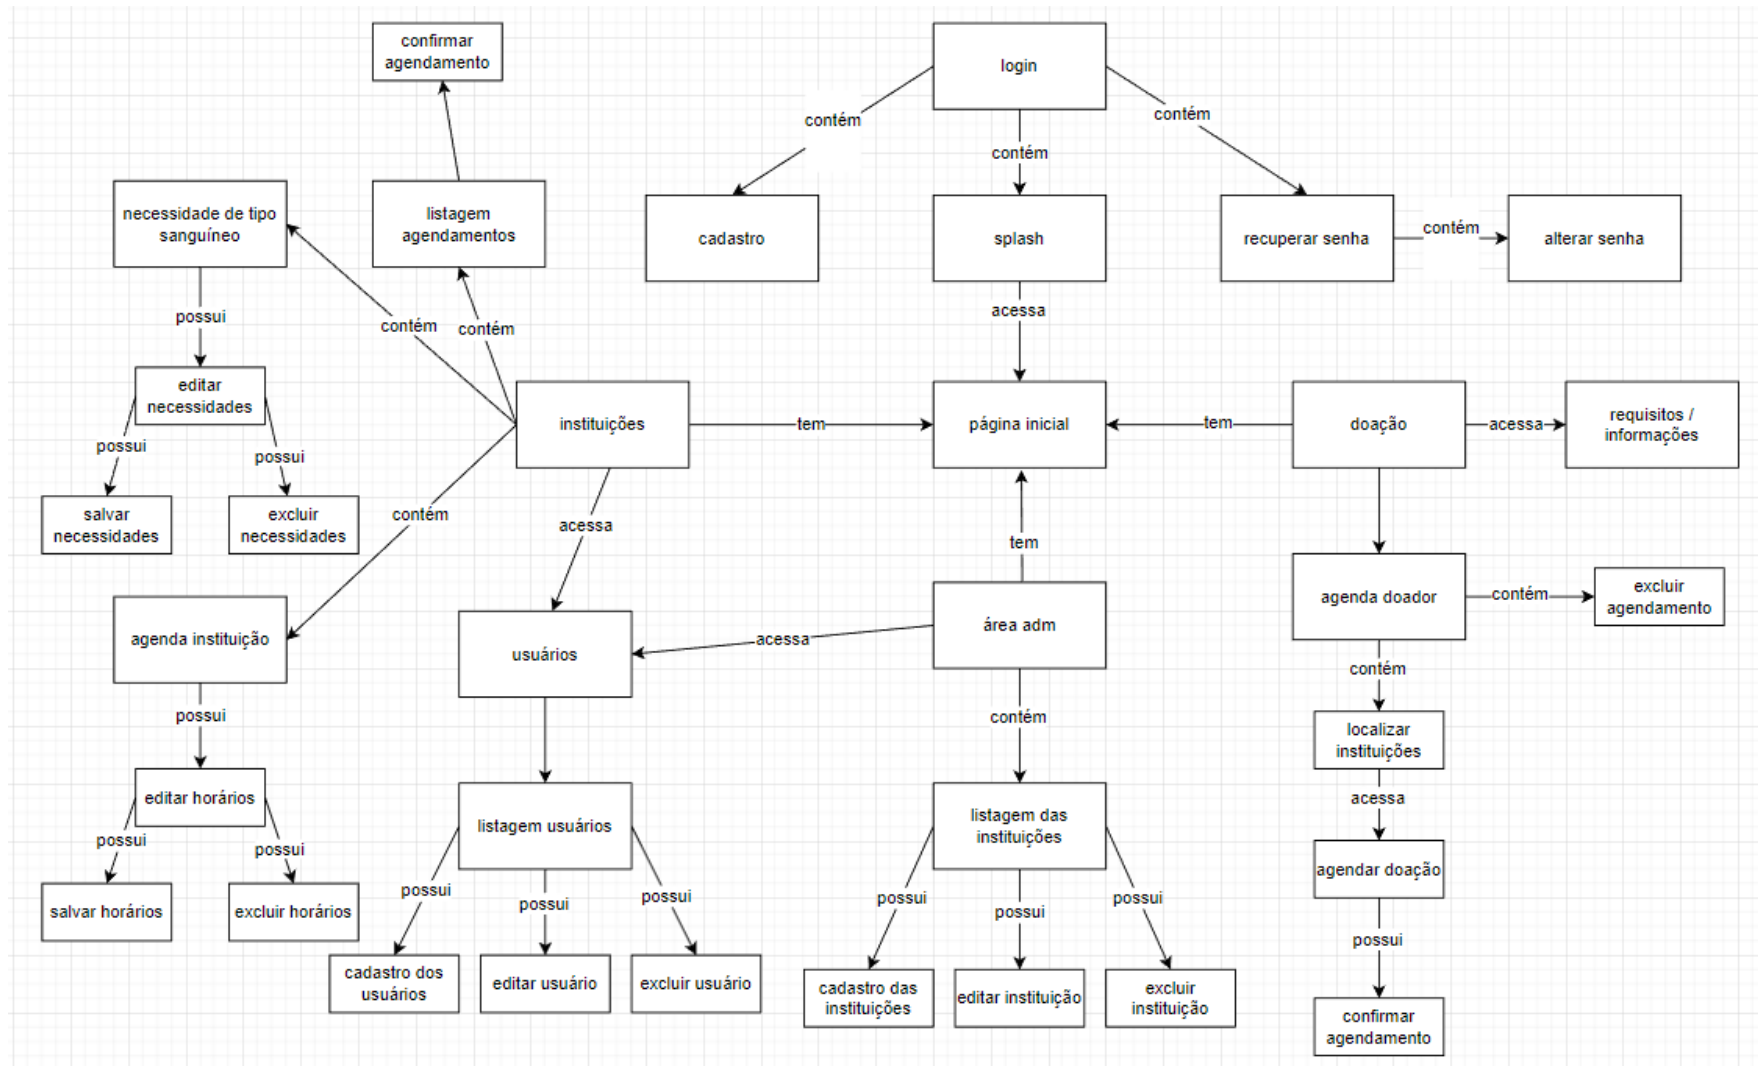 confirmar
agendamento
login
contém
contém
contém
necessidade de tipo
sanguíneo
listagem
agendamentos
cadastro
splash
recuperar senha
contém
alterar senha
possui
contém
contém
acessa
editar
necessidades
instituições
tem
página inicial
tem
doação
acessa
requisitos /
informações
possui
possui
salvar
necessidades
excluir
necessidades
contém
acessa
tem
agenda instituição
usuários
acessa
área adm
agenda doador
contém
excluir
agendamento
possui
contém
contém
localizar
instituições
editar horários
listagem usuários
listagem das
instituições
acessa
possui
possui
agendar doação
salvar horários
excluir horários
possui
possui
possui
possui
possui
possui
possui
cadastro dos
usuários
editar usuário
excluir usuário
cadastro das
instituições
editar instituição
excluir
instituição
confirmar
agendamento